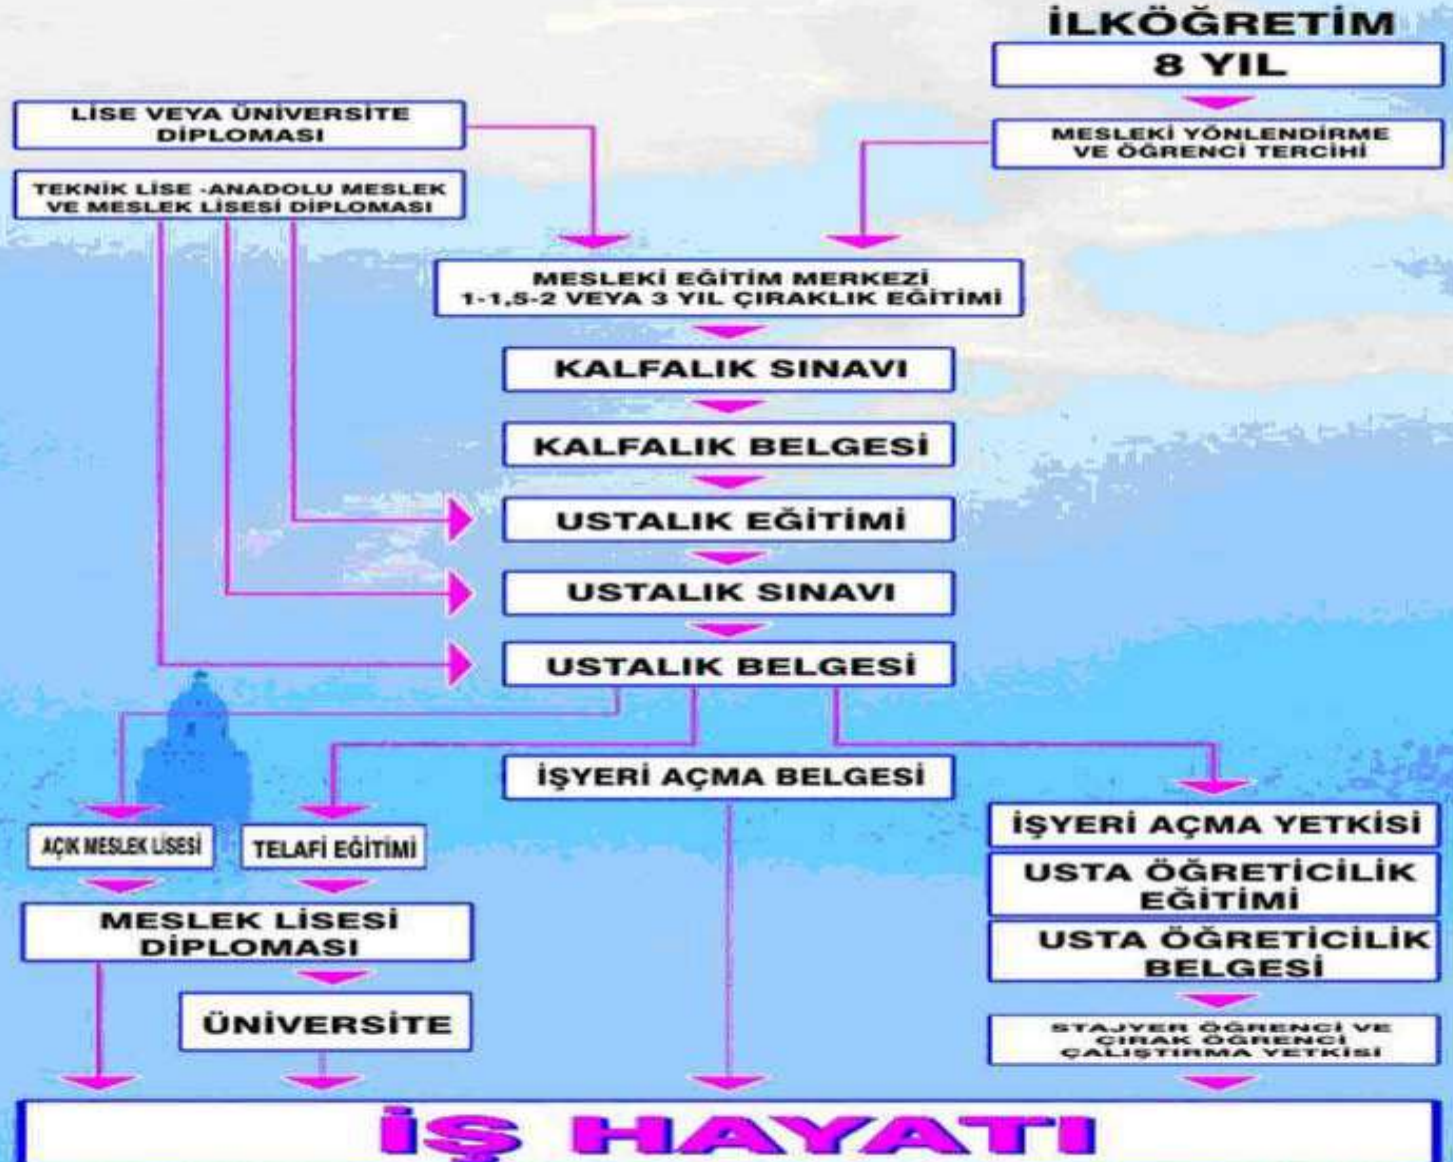 İLKÖĞRETİM
8 YIL
LİSE VEYA ÜNİVERSİTE
DİPLOMASI
MESLEKİ YÖNLENDİRME
VE ÖĞRENCİ TERCİHİ
TEKNİK LİSE -ANADOLU MESLEK
VE MESLEK LİSESİ DİPLOMASI
MESLEKİ EĞİTİM MERKEZİ
1-1,5-2 VEYA 3 YIL ÇIRAKLIK EĞİTİMİ
KALFALIK SINAVI
KALFALIK BELGESİ
USTALIK EĞİTİMİ
USTALIK SINAVI
USTALIK BELGESİ
İŞYERİ AÇMA BELGESİ
AÇIK MESLEK LİSESİ
TELAFİ EĞİTİMİ
MESLEK LİSESİ
DİPLOMASI
ÜNİVERSİTE
İŞYERİ AÇMA YETKİSİ
USTA ÖĞRETİCİLİK
EĞİTİMİ
USTA ÖĞRETİCİLİK
BELGESİ
STAJYER ÖĞRENCİ VE
ÇIRAK ÖĞRENCİ
ÇALIŞTIRMA YETKİSİ
İŞ HAYATI